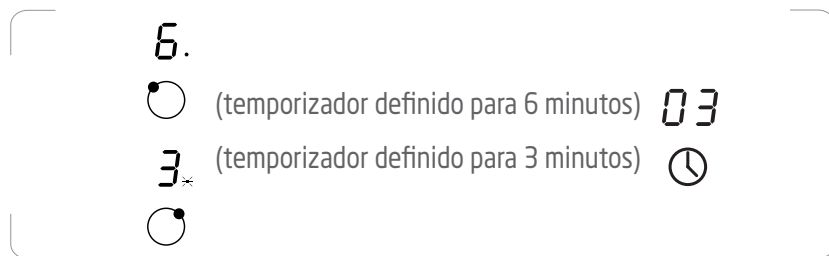 6.
(temporizador definido para 6 minutos) 03
3. (temporizador definido para 3 minutos)